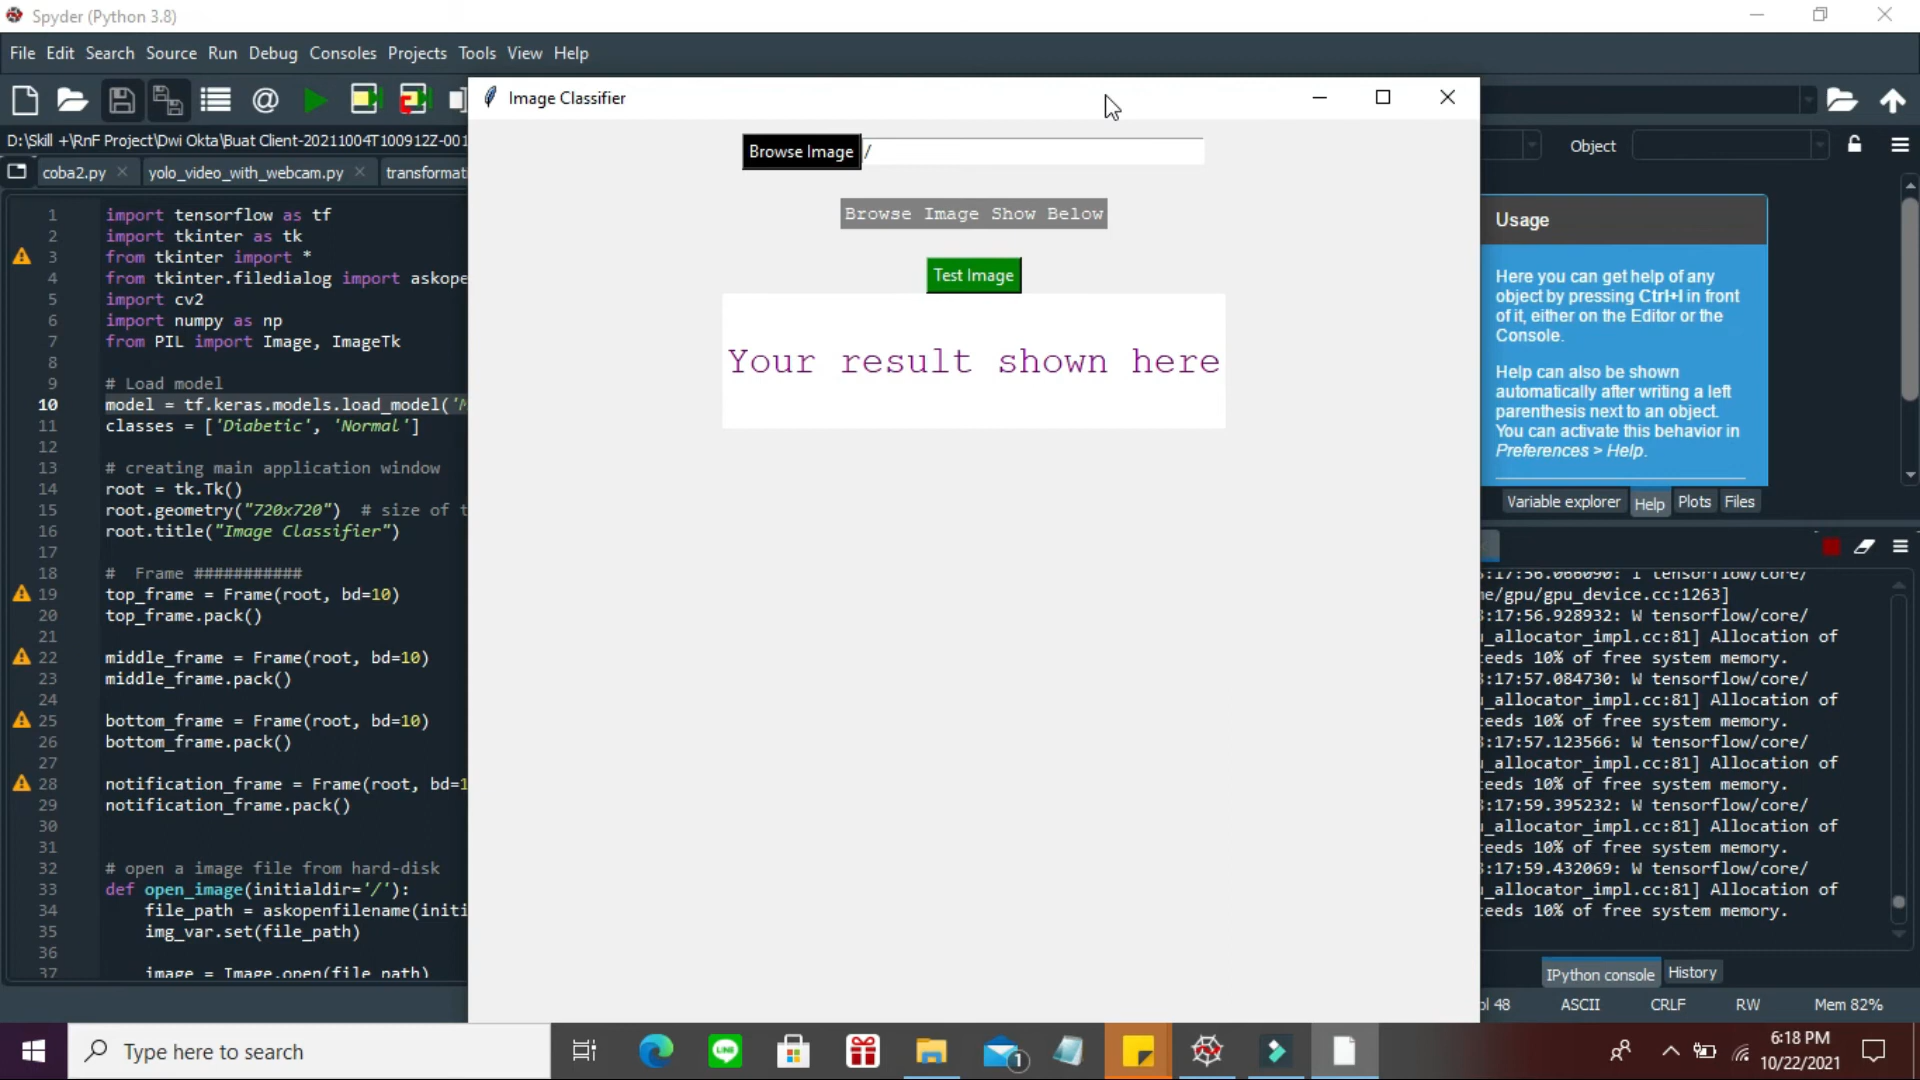 Spyder (Python 3.8)
File Edit Search Source Run Debug Consoles Projects Tools View Help
Image Classifier
D:\Skill +\RnF Project\Dwi Okta\Buat Client-20211004T100912Z-001
coba2.py yolo_video_with_webcam.py transformat
Object
Browse Image /
Browse Image Show Below
Test Image
Your result shown here
1 import tensorflow as tf
2 import tkinter as tk
3 from tkinter import *
4 from tkinter.filedialog import askope
5 import cv2
6 import numpy as np
7 from PIL import Image, ImageTk
8
9 # Load model
10 model = tf.keras.models.load_model('M
11 classes = ['Diabetic', 'Normal']
12
13 # creating main application window
14 root = tk.Tk()
15 root.geometry("720x720") # size of t
16 root.title("Image Classifier")
17
18 # Frame ###########
19 top_frame = Frame(root, bd=10)
20 top_frame.pack()
21
22 middle_frame = Frame(root, bd=10)
23 middle_frame.pack()
24
25 bottom_frame = Frame(root, bd=10)
26 bottom_frame.pack()
27
28 notification_frame = Frame(root, bd=1
29 notification_frame.pack()
30
31
32 # open a image file from hard-disk
33 def open_image(initialdir='/'):
34 file_path = askopenfilename(initi
35 img_var.set(file_path)
36
37 image = Image.open(file_path)
Usage
Here you can get help of any
object by pressing Ctrl+I in front
of it, either on the Editor or the
Console.
Help can also be shown
automatically after writing a left
parenthesis next to an object.
You can activate this behavior in
Preferences > Help.
Variable explorer Help Plots Files
:17:56.066090: I tensorflow/core/
me/gpu/gpu_device.cc:1263]
:17:56.928932: W tensorflow/core/
_allocator_impl.cc:81] Allocation of
eeds 10% of free system memory.
:17:57.084730: W tensorflow/core/
_allocator_impl.cc:81] Allocation of
eeds 10% of free system memory.
:17:57.123566: W tensorflow/core/
_allocator_impl.cc:81] Allocation of
eeds 10% of free system memory.
:17:59.395232: W tensorflow/core/
_allocator_impl.cc:81] Allocation of
eeds 10% of free system memory.
:17:59.432069: W tensorflow/core/
_allocator_impl.cc:81] Allocation of
eeds 10% of free system memory.
IPython console History
ol 48 ASCII CRLF RW Mem 82%
Type here to search
LINE
1
6:18 PM
10/22/2021